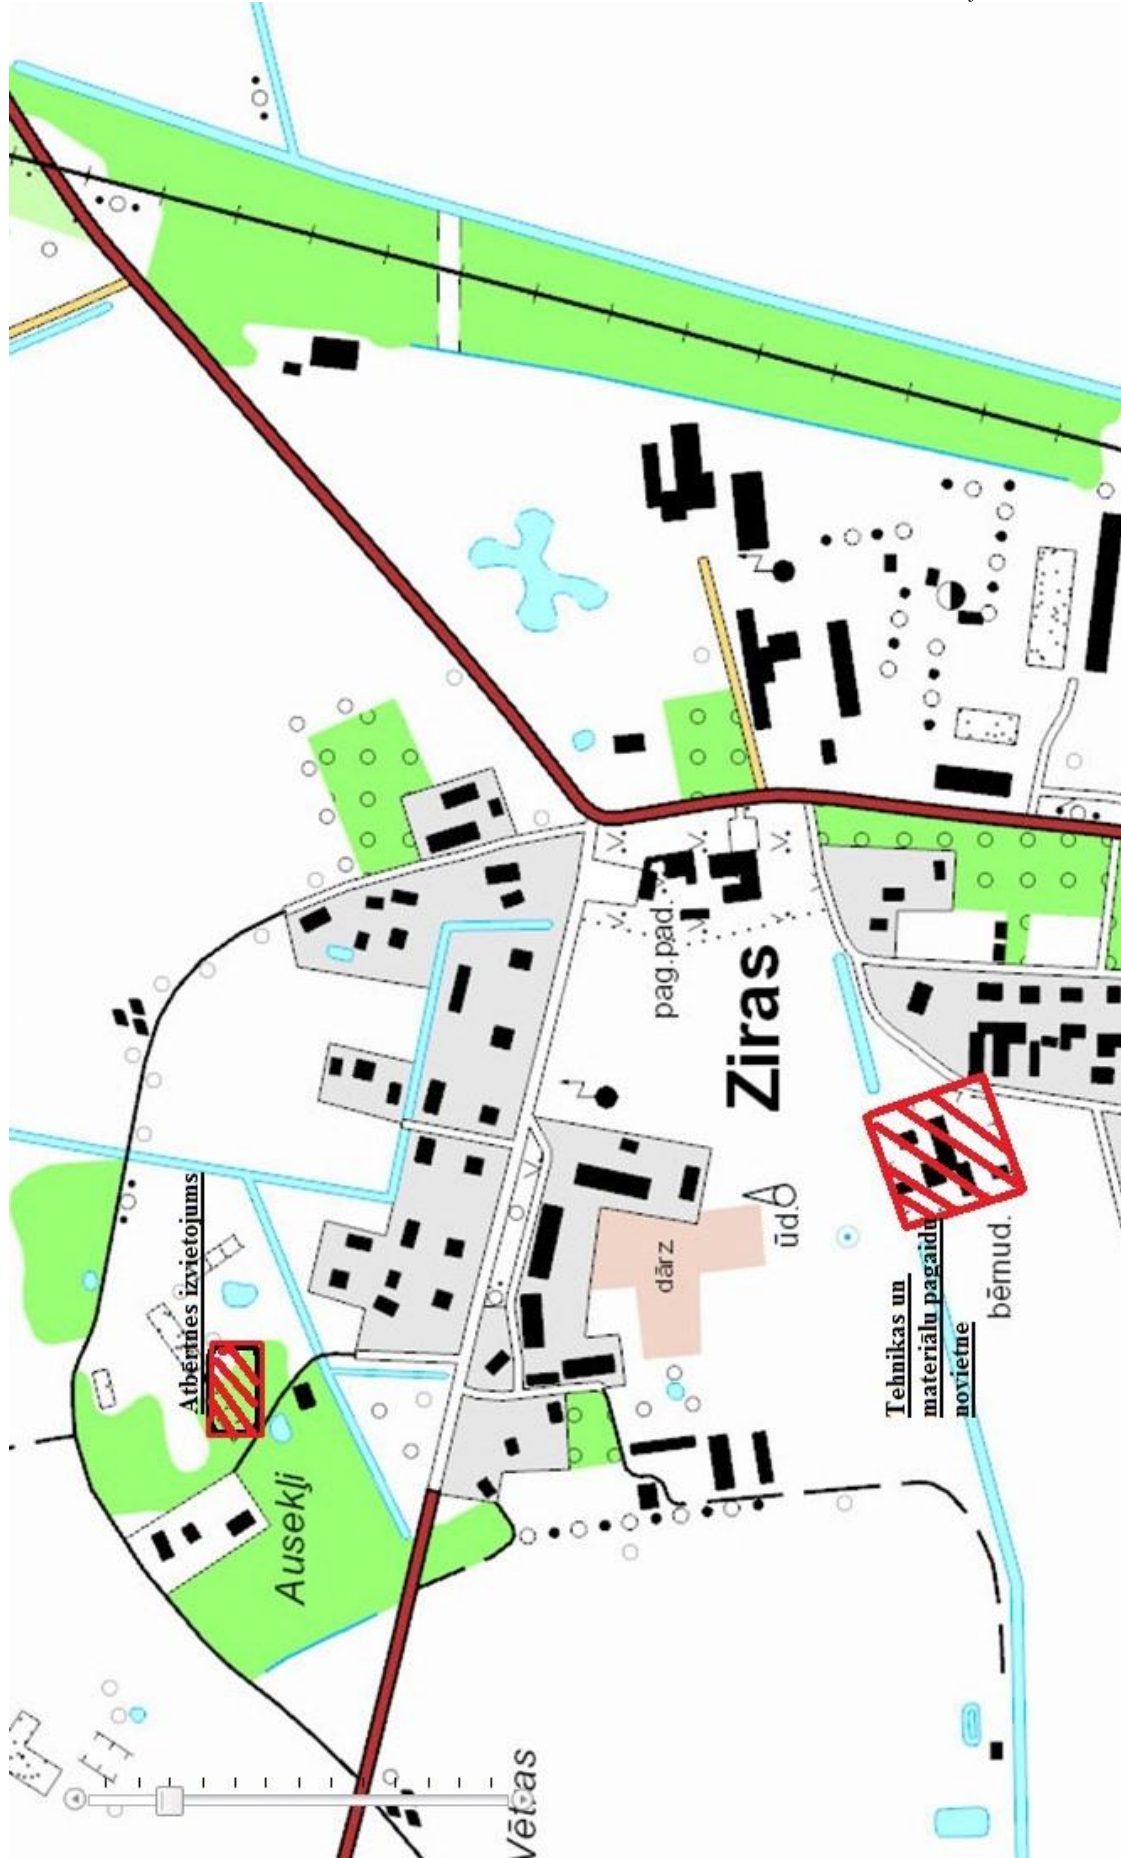 Atbērtnes izvietojums
Ausekļi
Vētras
pag.pad.
Ziras
dārz.
ūd.
Tehnikas un
materiālu pagaidu
novietne
bērnud.